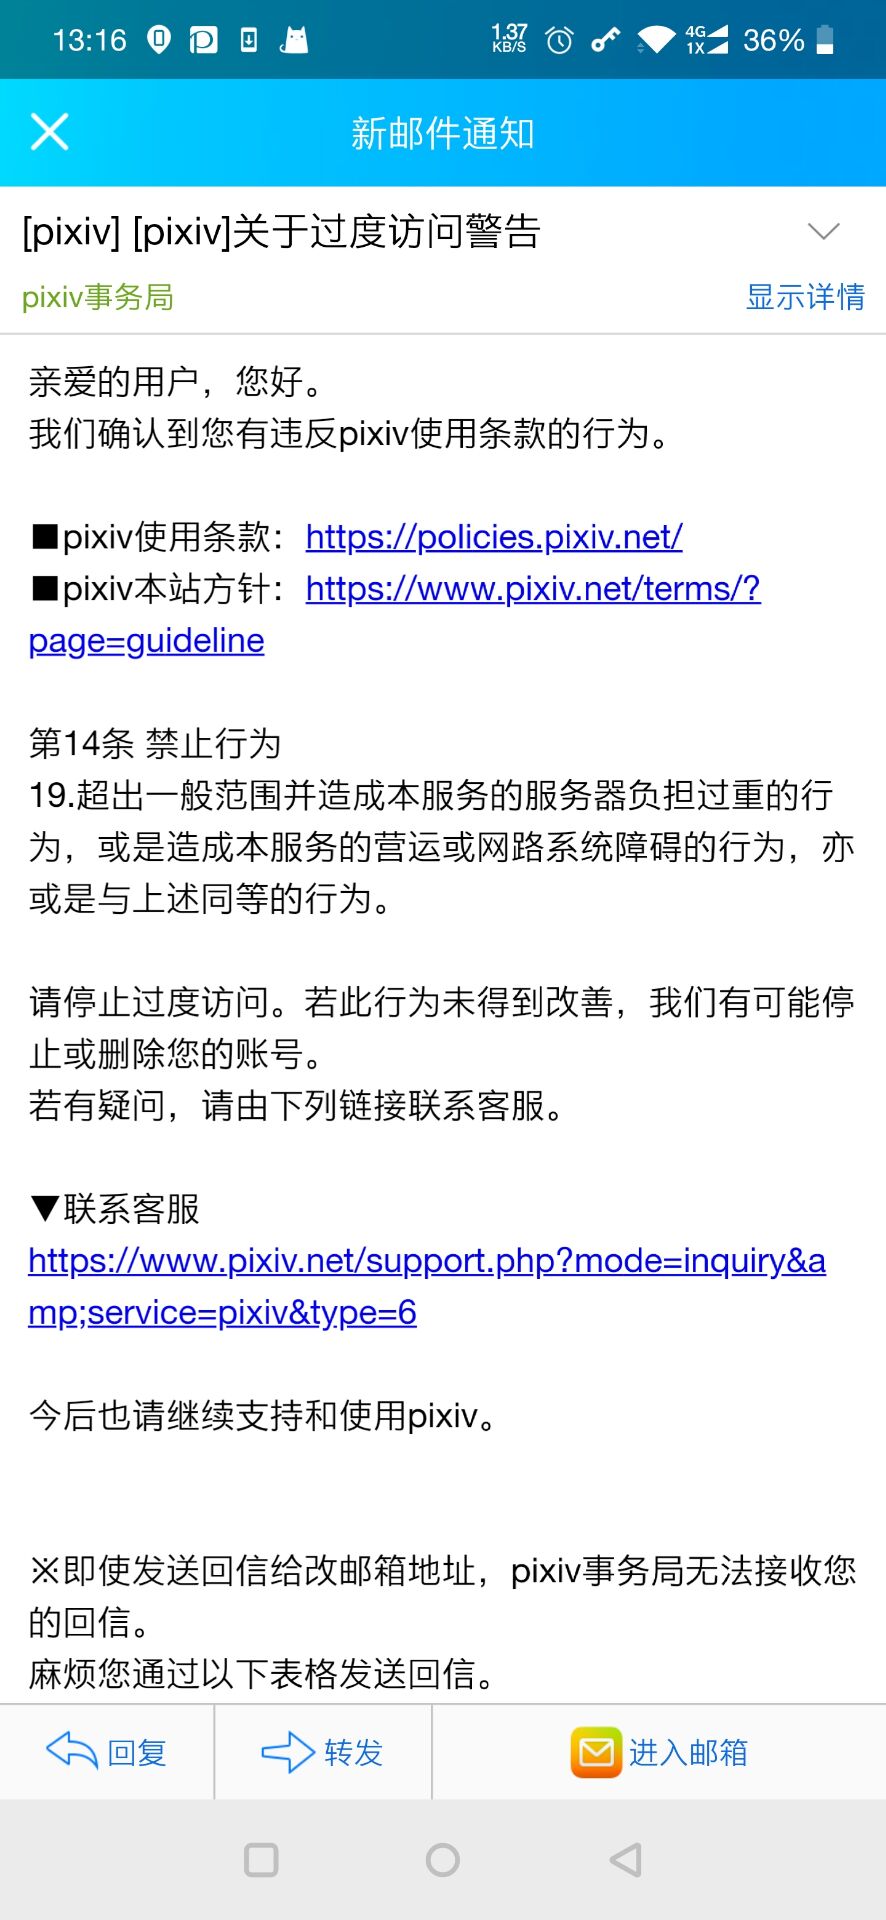 13:16
1.37
KB/S
4G
1X
36%
新邮件通知
[pixiv] [pixiv]关于过度访问警告
pixiv事务局
显示详情
亲爱的用户，您好。
我们确认到您有违反pixiv使用条款的行为。
■pixiv使用条款：https://policies.pixiv.net/
■pixiv本站方针：https://www.pixiv.net/terms/?
page=guideline
第14条 禁止行为
19.超出一般范围并造成本服务的服务器负担过重的行
为，或是造成本服务的营运或网路系统障碍的行为，亦
或是与上述同等的行为。
请停止过度访问。若此行为未得到改善，我们有可能停
止或删除您的账号。
若有疑问，请由下列链接联系客服。
▼联系客服
https://www.pixiv.net/support.php?mode=inquiry&a
mp;service=pixiv&type=6
今后也请继续支持和使用pixiv。
※即使发送回信给改邮箱地址，pixiv事务局无法接收您
的回信。
麻烦您通过以下表格发送回信。
回复
转发
进入邮箱